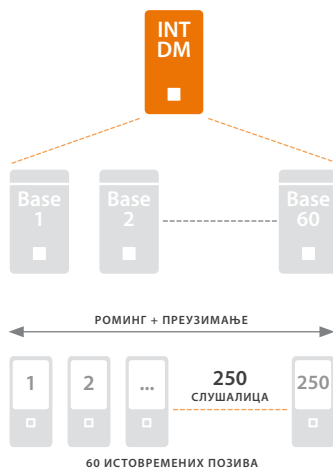 INT
DM
Base
1
Base
2
Base
60
РОМИНГ + ПРЕУЗИМАЊЕ
1
2
...
250
СЛУШАЛИЦА
250
60 ИСТОВРЕМЕНИХ ПОЗИВА